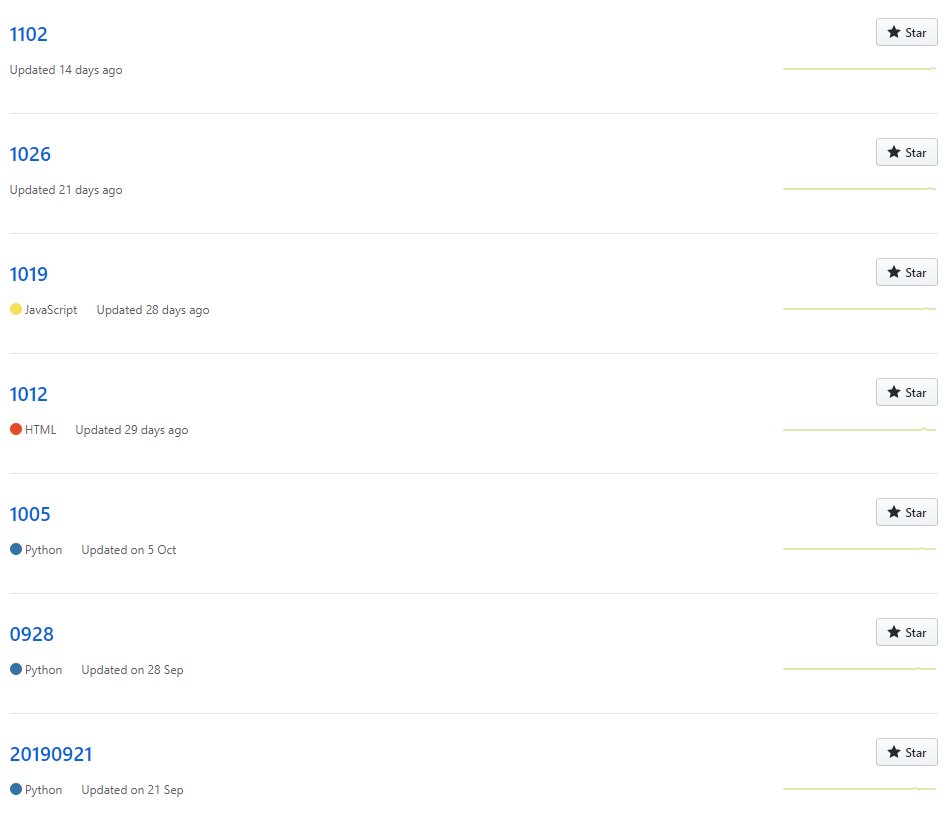 1102
Star
Updated 14 days ago
1026
Star
Updated 21 days ago
1019
Star
JavaScript Updated 28 days ago
1012
Star
HTML Updated 29 days ago
1005
Star
Python Updated on 5 Oct
0928
Star
Python Updated on 28 Sep
20190921
Star
Python Updated on 21 Sep